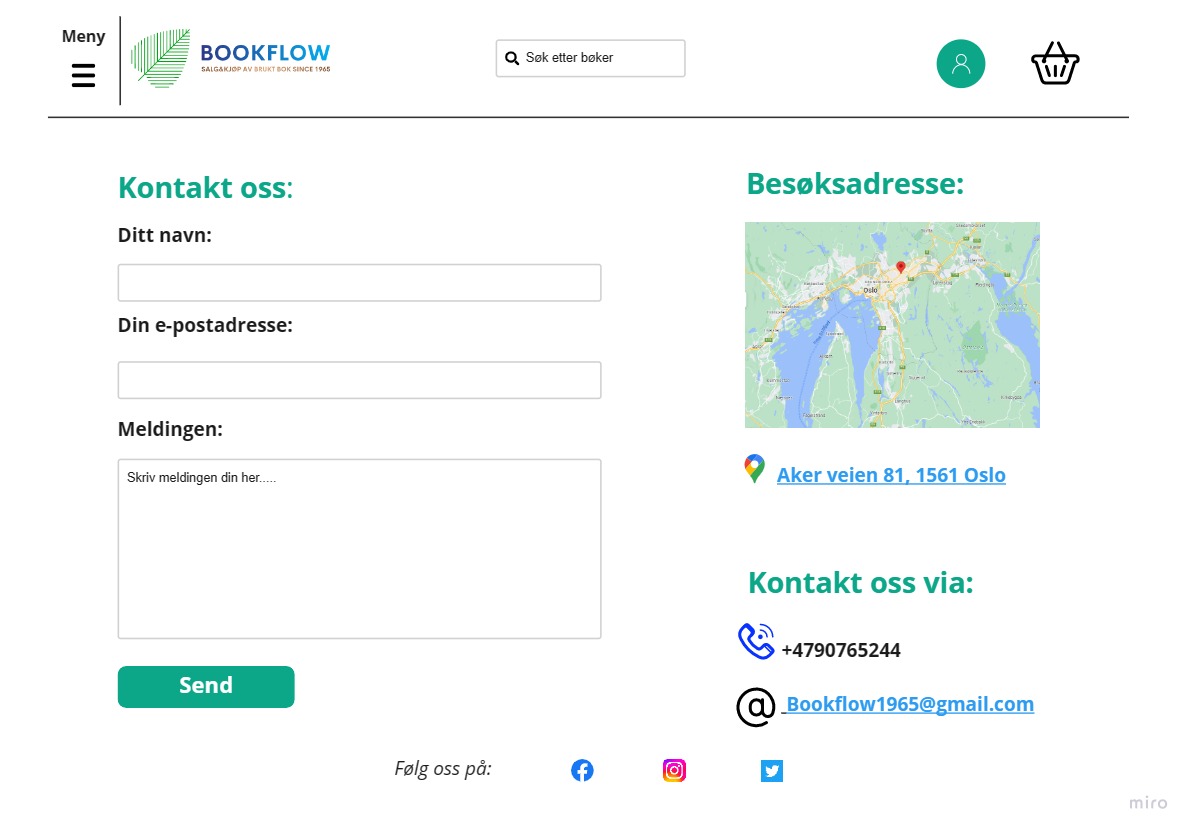 Meny
BOOKFLOW
SALG&KJØP AV BRUKT BOK SINCE 1965
Søk etter bøker
Kontakt oss:
Ditt navn:
Din e-postadresse:
Meldingen:
Skriv meldingen din her.....
Send
Besøksadresse:
Oslo
Aker veien 81, 1561 Oslo
Kontakt oss via:
+4790765244
@ Bookflow1965@gmail.com
Følg oss på:
miro